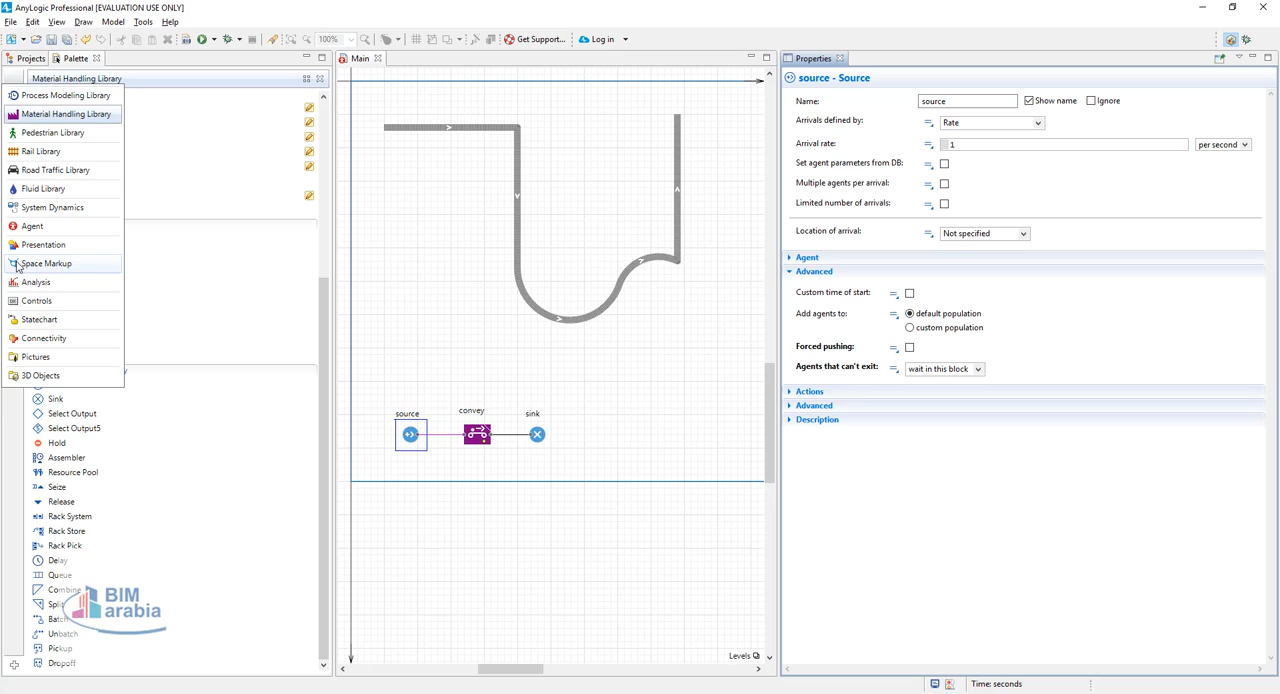 AnyLogic Professional [EVALUATION USE ONLY]
File Edit View Draw Model Tools Help
100% Get Support... Log in
Projects Palette
Main
Properties
Material Handling Library
Process Modeling Library
Material Handling Library
Pedestrian Library
Rail Library
Road Traffic Library
Fluid Library
System Dynamics
Agent
Presentation
Space Markup
Analysis
Controls
Statechart
Connectivity
Pictures
3D Objects
Sink
Select Output
Select Output5
Hold
Assembler
Resource Pool
Seize
Release
Rack System
Rack Store
Rack Pick
Delay
Queue
Combine
Split
Batch
Unbatch
Pickup
Dropoff
BIM
arabia
source convey sink
Levels
source - Source
Name: source Show name Ignore
Arrivals defined by: Rate
Arrival rate: 1 per second
Set agent parameters from DB:
Multiple agents per arrival:
Limited number of arrivals:
Location of arrival: Not specified
Agent
Advanced
Custom time of start:
Add agents to: default population
custom population
Forced pushing:
Agents that can't exit: wait in this block
Actions
Advanced
Description
Time: seconds